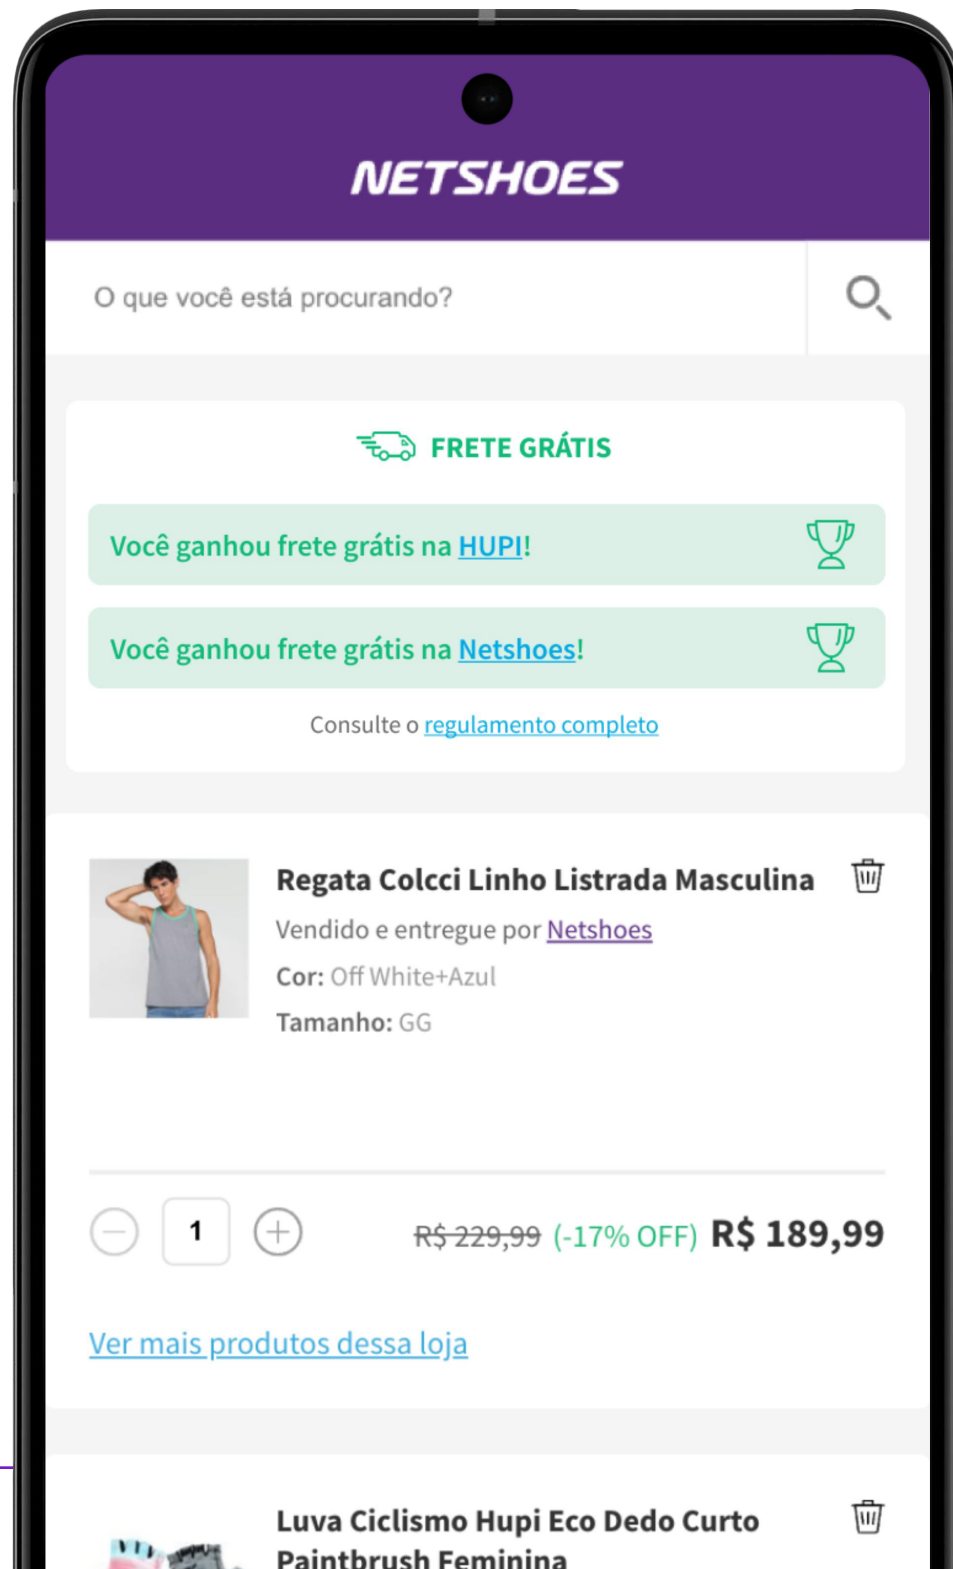 NETSHOES
O que você está procurando?
FRETE GRÁTIS
Você ganhou frete grátis na HUPI!
Você ganhou frete grátis na Netshoes!
Consulte o regulamento completo
Regata Colcci Linho Listrada Masculina
Vendido e entregue por Netshoes
Cor: Off White+Azul
Tamanho: GG
1 R$ 229,99 (-17% OFF) R$ 189,99
Ver mais produtos dessa loja
Luva Ciclismo Hupi Eco Dedo Curto
Paintbrush Feminina